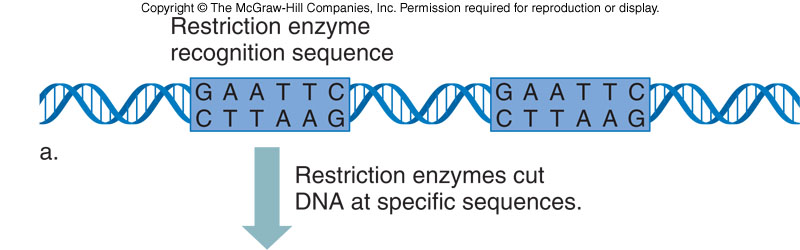 Copyright © The McGraw-Hill Companies, Inc. Permission required for reproduction or display.
Restriction enzyme
recognition sequence
G A A T T C G A A T T C
C T T A A G C T T A A G
a.
Restriction enzymes cut
DNA at specific sequences.